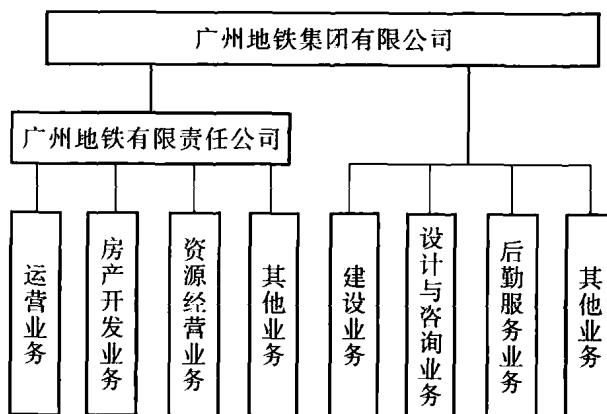 广州地铁集团有限公司
广州地铁有限责任公司
运营业务
房产开发业务
资源经营业务
其他业务
建设业务
设计与咨询业务
后勤服务业务
其他业务